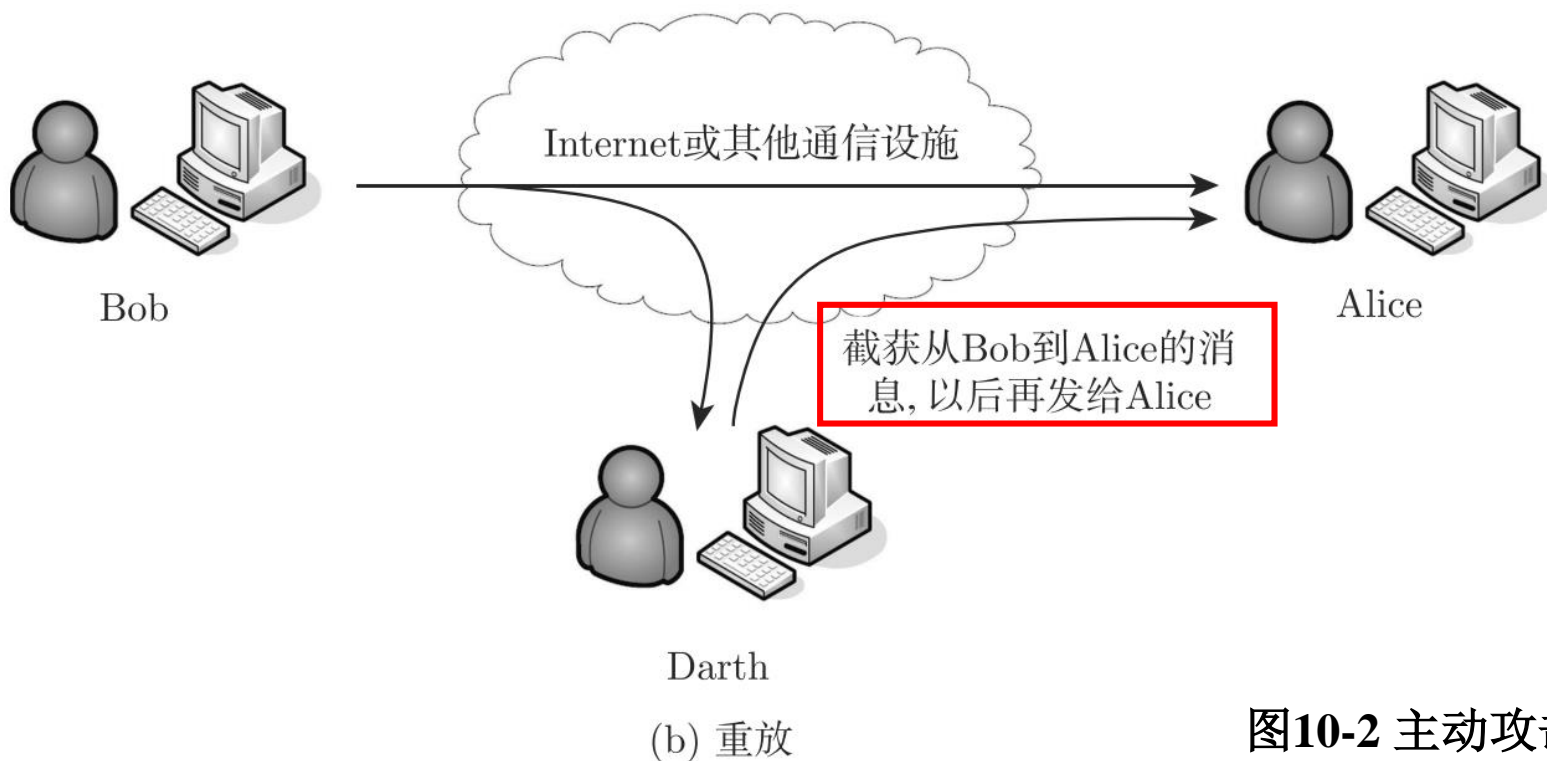 Internet或其他通信设施
Bob
Alice
截获从Bob到Alice的消
息, 以后再发给Alice
Darth
(b) 重放
图10-2 主动攻